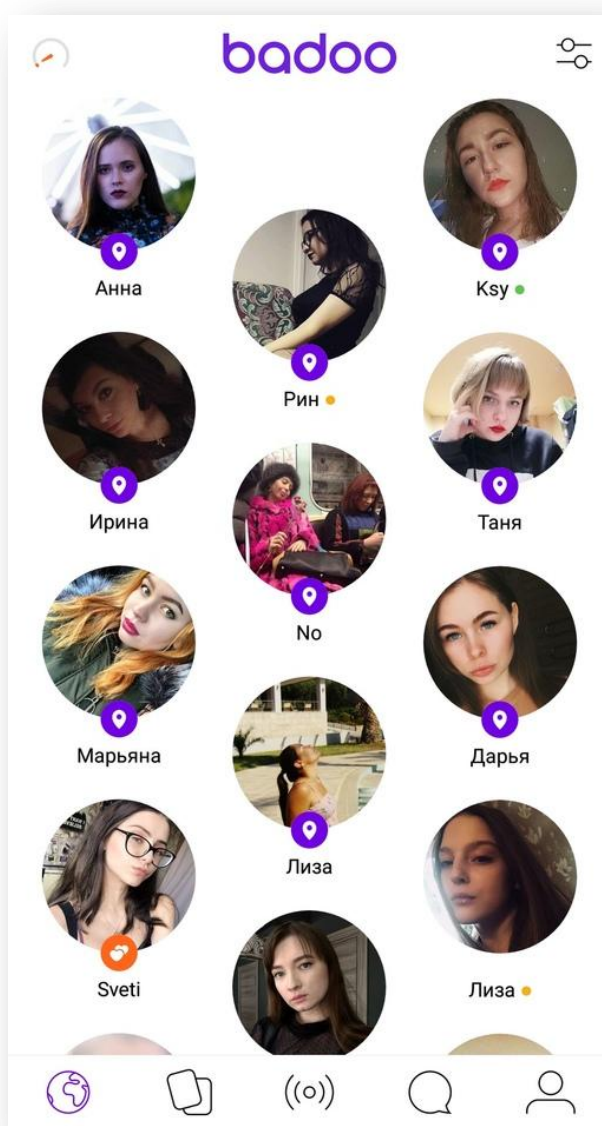 badoo
Анна
Ksy
Рин
Ирина
Таня
No
Марьяна
Дарья
Лиза
Sveti
Лиза